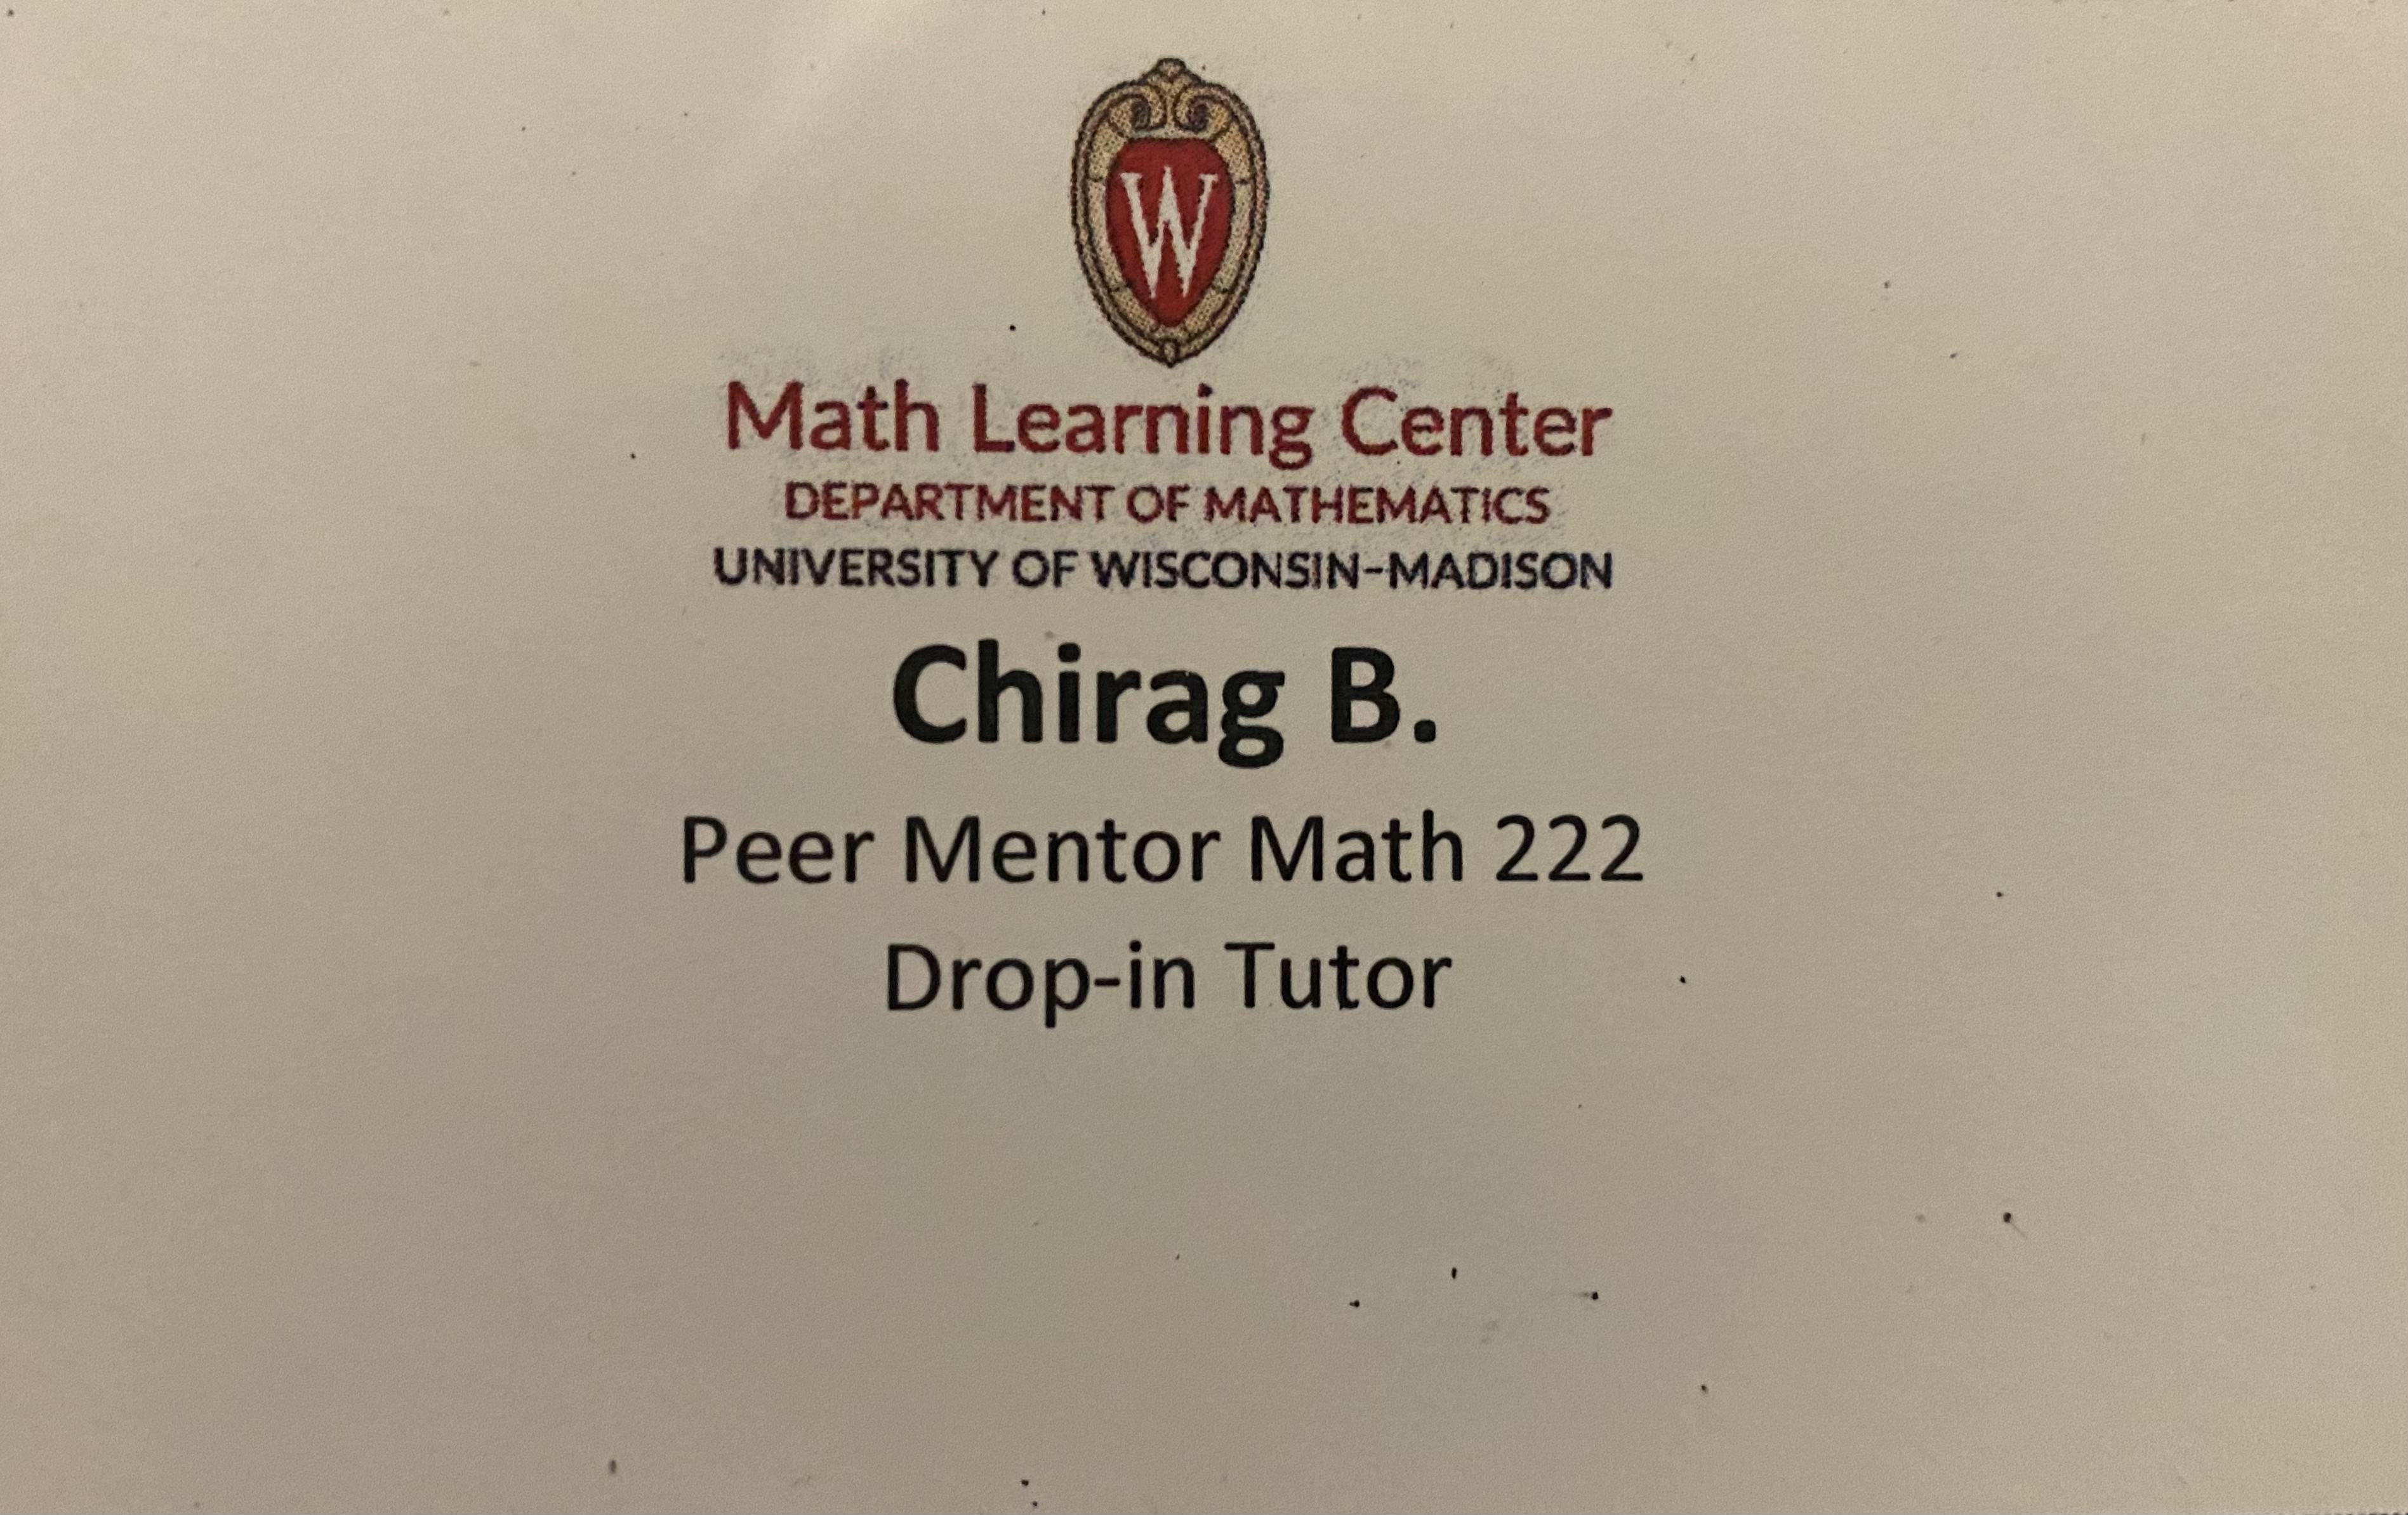 W
Math Learning Center
DEPARTMENT OF MATHEMATICS
UNIVERSITY OF WISCONSIN–MADISON
Chirag B.
Peer Mentor Math 222
Drop-in Tutor